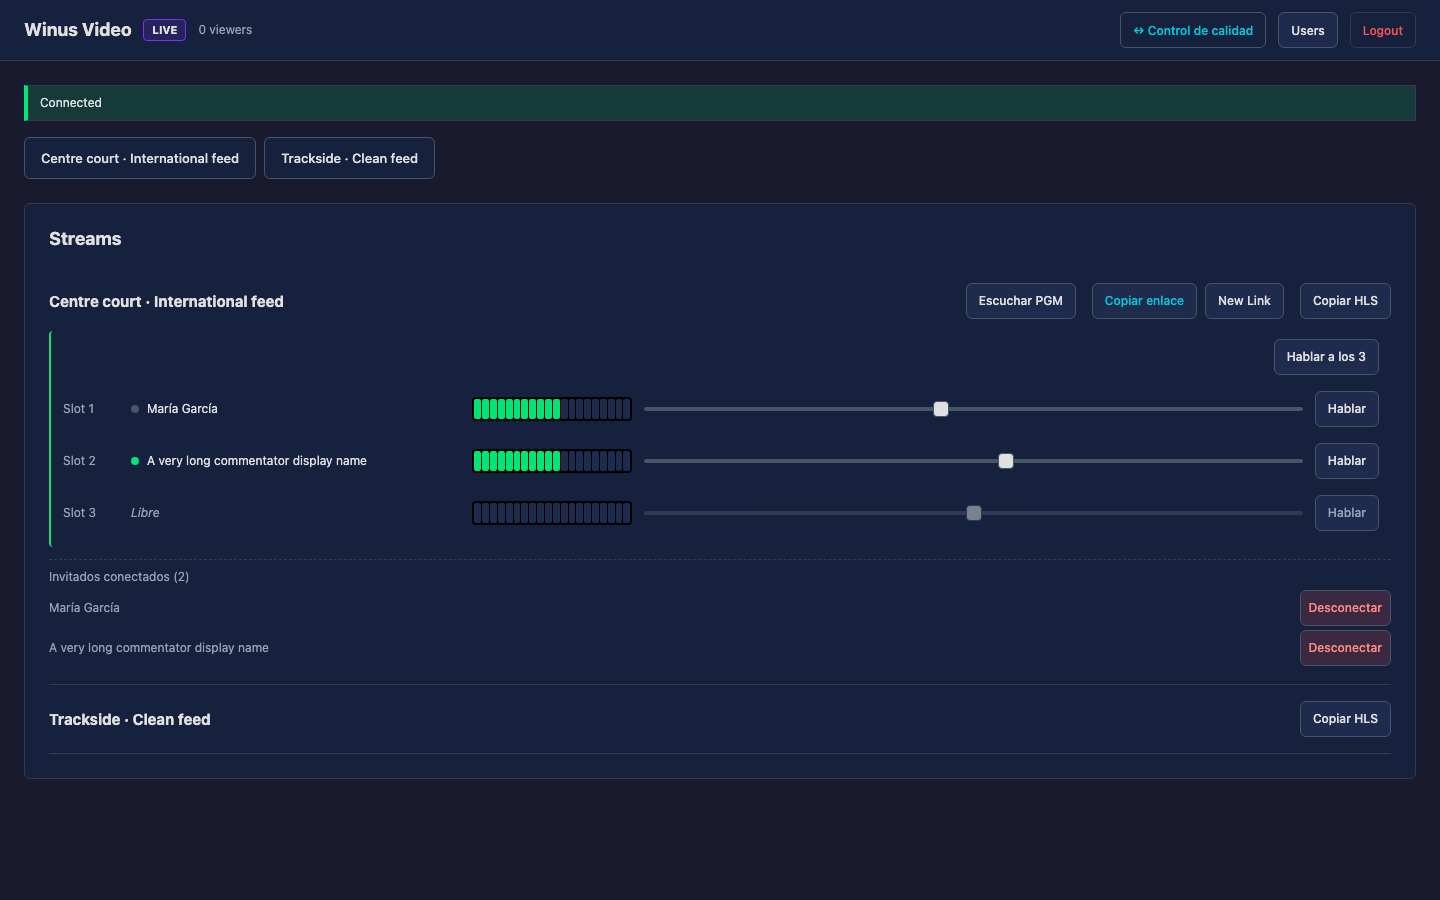 Winus Video LIVE 0 viewers ↔ Control de calidad Users Logout
Connected
Centre court · International feed Trackside · Clean feed
Streams
Centre court · International feed Escuchar PGM Copiar enlace New Link Copiar HLS
Hablar a los 3
Slot 1 María García Hablar
Slot 2 A very long commentator display name Hablar
Slot 3 Libre Hablar
Invitados conectados (2)
María García Desconectar
A very long commentator display name Desconectar
Trackside · Clean feed Copiar HLS